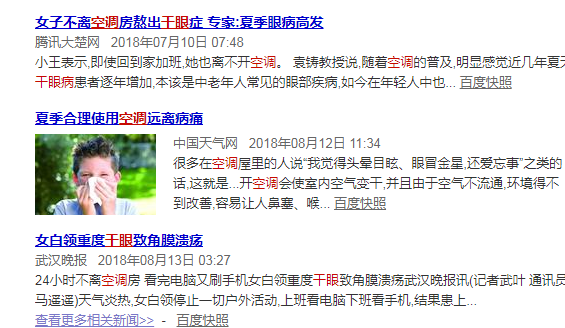 女子不离空调房熬出干眼症 专家:夏季眼病高发
腾讯大楚网 2018年07月10日 07:48
小王表示,即使回到家加班,她也离不开空调。 袁铸教授说,随着空调的普及,明显感觉近几年夏天
干眼病患者逐年增加,本该是中老年人常见的眼部疾病,如今在年轻人中也... 百度快照
夏季合理使用空调远离病痛
中国天气网 2018年08月12日 11:34
很多在空调屋里的人说“我觉得头晕目眩、眼冒金星,还爱忘事”之类的
话,这就是...开空调会使室内空气变干,并且由于空气不流通,环境得不
到改善,容易让人鼻塞、喉... 百度快照
女白领重度干眼致角膜溃疡
武汉晚报 2018年08月13日 03:27
24小时不离空调房 看完电脑又刷手机女白领重度干眼致角膜溃疡武汉晚报讯(记者武叶 通讯员
马遥遥)天气炎热,女白领停止一切户外活动,上班看电脑下班看手机,结果患上...
查看更多相关新闻>> - 百度快照